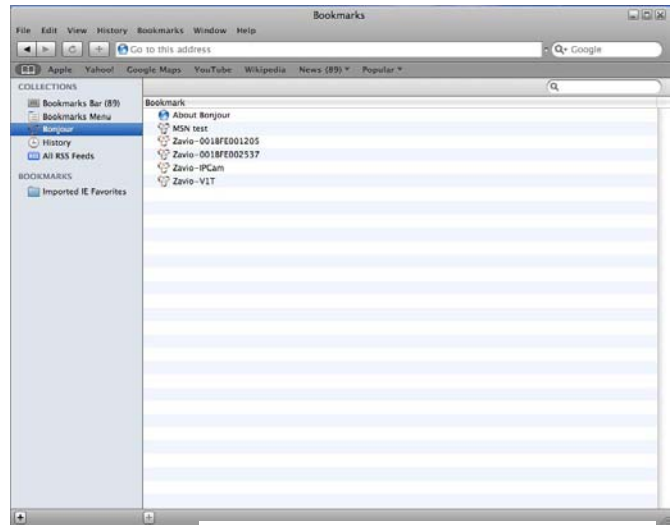 Bookmarks
File Edit View History Bookmarks Window Help
Go to this address
Google
Apple Yahoo! Google Maps YouTube Wikipedia News (89) Popular
COLLECTIONS
Bookmarks Bar (89)
Bookmarks Menu
Bonjour
History
All RSS Feeds
BOOKMARKS
Imported IE Favorites
Bookmark
About Bonjour
MSN test
Zavio-0018FE001205
Zavio-0018FE002537
Zavio-IPCam
Zavio-V1T